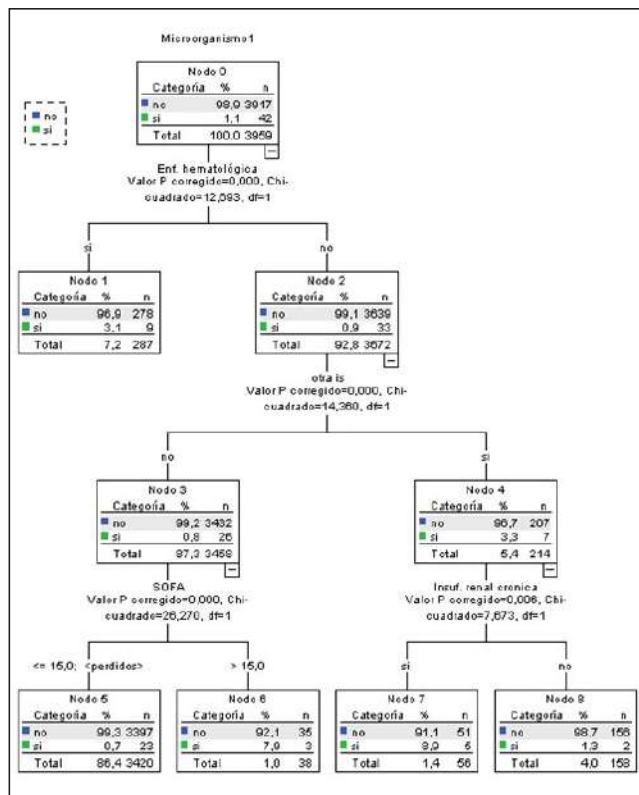 Microorganismo1
no
si
Nodo 0
Categoría % n
no 98,9 3917
si 1,1 42
Total 100,0 3959
Enf. hematológica
Valor P corregido=0,000, Chi-
cuadrado=12,693, df=1
si
no
Nodo 1
Categoría % n
no 96,9 278
si 3,1 9
Total 7,2 287
Nodo 2
Categoría % n
no 99,1 3639
si 0,9 33
Total 92,8 3672
otra is
Valor P corregido=0,000, Chi-
cuadrado=14,360, df=1
no
si
Nodo 3
Categoría % n
no 99,2 3432
si 0,8 26
Total 87,3 3458
Nodo 4
Categoría % n
no 96,7 207
si 3,3 7
Total 5,4 214
SOFA
Valor P corregido=0,000, Chi-
cuadrado=26,270, df=1
Insuf. renal cronica
Valor P corregido=0,006, Chi-
cuadrado=7,673, df=1
<= 15,0; <perdidos>
> 15,0
si
no
Nodo 5
Categoría % n
no 99,3 3397
si 0,7 23
Total 86,4 3420
Nodo 6
Categoría % n
no 92,1 35
si 7,9 3
Total 1,0 38
Nodo 7
Categoría % n
no 91,1 51
si 8,9 5
Total 1,4 56
Nodo 8
Categoría % n
no 98,7 156
si 1,3 2
Total 4,0 158